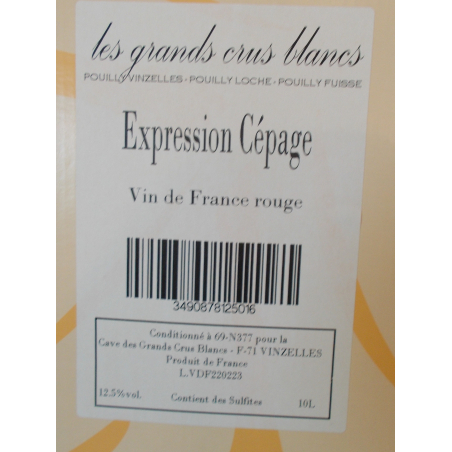 les grands crus blancs
POUILLY VINZELLES - POUILLY LOCHE - POUILLY FUISSE
Expression Cépage
Vin de France rouge
3490878125016
Conditionné à 69-N377 pour la
Cave des Grands Crus Blancs - F-71 VINZELLES
Produit de France
L.VDF220223
12.5%vol. Contient des Sulfites 10L